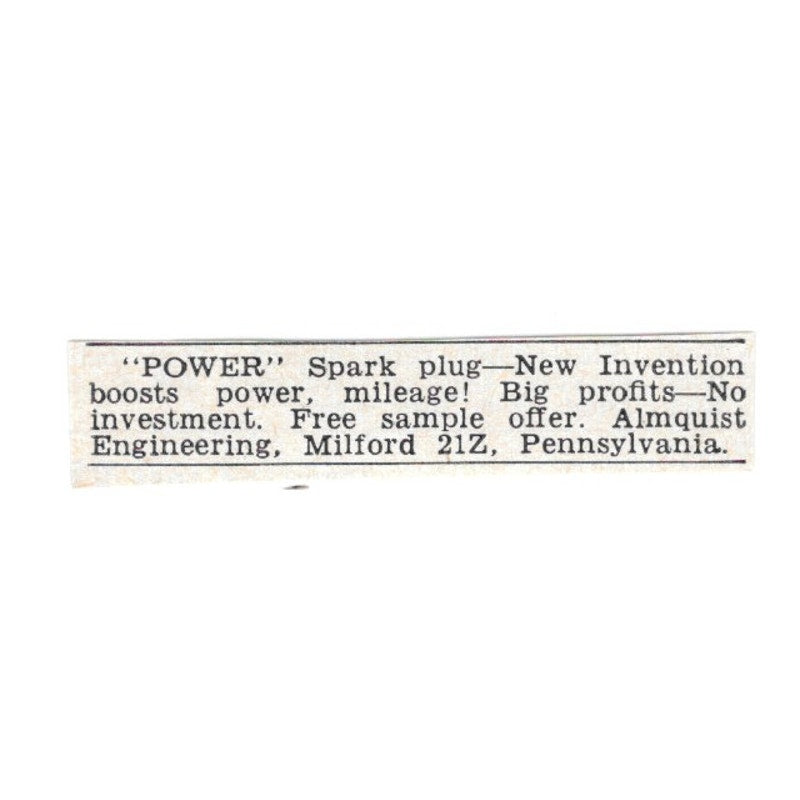 "POWER" Spark plug—New Invention
boosts power, mileage! Big profits—No
investment. Free sample offer. Almquist
Engineering, Milford 21Z, Pennsylvania.